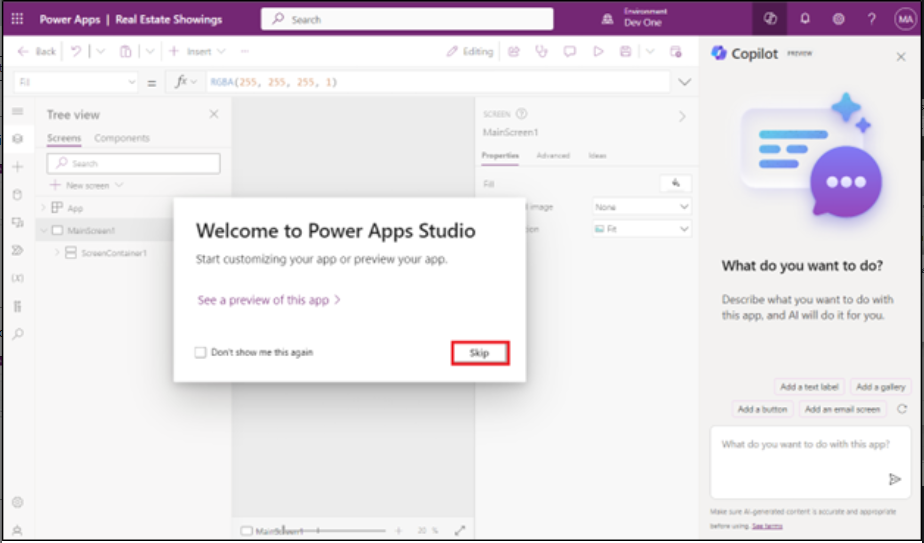 Power Apps | Real Estate Showings
Search
Environment
Dev One
MA
Back
Insert
Editing
Copilot PREVIEW
Fill
=
fx
RGBA(255, 255, 255, 1)
Tree view
Screens Components
Search
New screen
App
MainScreen1
ScreenContainer1
SCREEN
MainScreen1
Properties Advanced Ideas
Fill
image None
Fit
Welcome to Power Apps Studio
Start customizing your app or preview your app.
See a preview of this app
Don't show me this again
Skip
MainScreen1
20 %
What do you want to do?
Describe what you want to do with
this app, and AI will do it for you.
Add a text label Add a gallery
Add a button Add an email screen
What do you want to do with this app?
Make sure AI-generated content is accurate and appropriate
before using. See terms